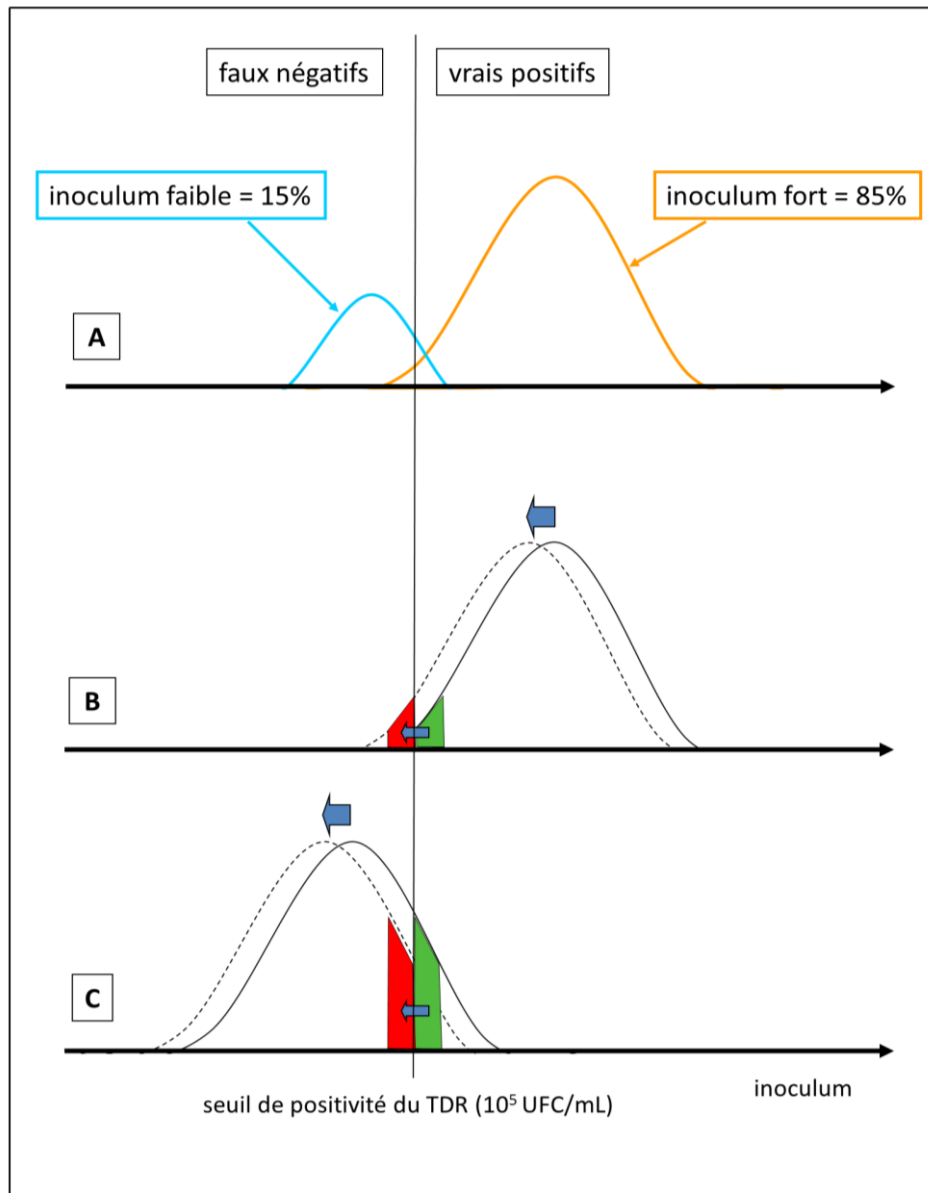 faux négatifs
vrais positifs
inoculum faible = 15%
inoculum fort = 85%
A
B
C
inoculum
seuil de positivité du TDR (10⁵ UFC/mL)